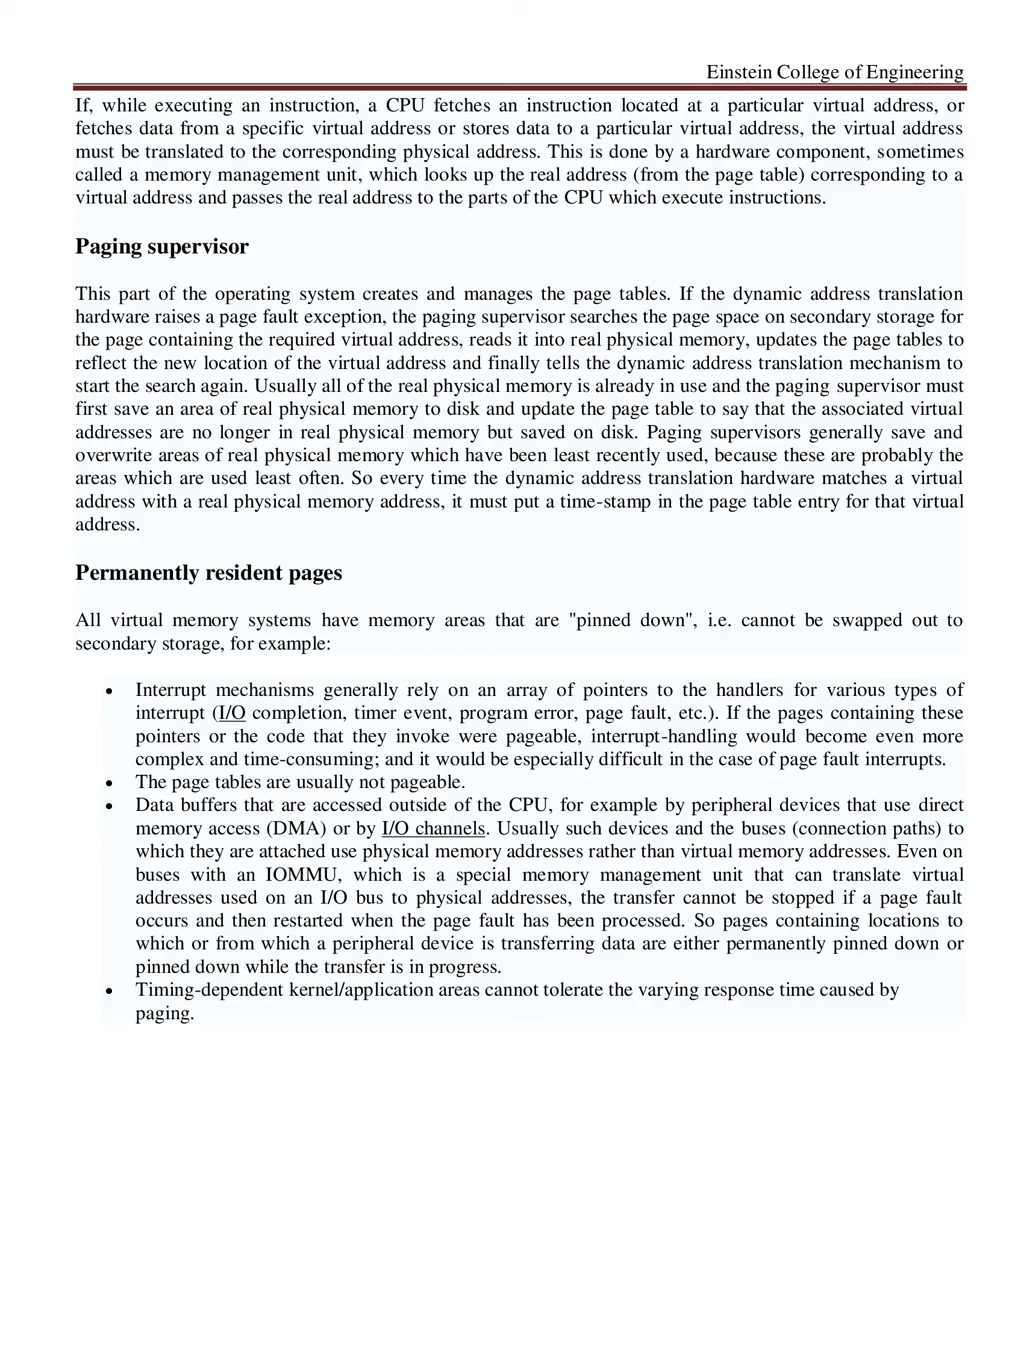 Einstein College of Engineering
If, while executing an instruction, a CPU fetches an instruction located at a particular virtual address, or
fetches data from a specific virtual address or stores data to a particular virtual address, the virtual address
must be translated to the corresponding physical address. This is done by a hardware component, sometimes
called a memory management unit, which looks up the real address (from the page table) corresponding to a
virtual address and passes the real address to the parts of the CPU which execute instructions.
Paging supervisor
This part of the operating system creates and manages the page tables. If the dynamic address translation
hardware raises a page fault exception, the paging supervisor searches the page space on secondary storage for
the page containing the required virtual address, reads it into real physical memory, updates the page tables to
reflect the new location of the virtual address and finally tells the dynamic address translation mechanism to
start the search again. Usually all of the real physical memory is already in use and the paging supervisor must
first save an area of real physical memory to disk and update the page table to say that the associated virtual
addresses are no longer in real physical memory but saved on disk. Paging supervisors generally save and
overwrite areas of real physical memory which have been least recently used, because these are probably the
areas which are used least often. So every time the dynamic address translation hardware matches a virtual
address with a real physical memory address, it must put a time-stamp in the page table entry for that virtual
address.
Permanently resident pages
All virtual memory systems have memory areas that are "pinned down", i.e. cannot be swapped out to
secondary storage, for example:
• Interrupt mechanisms generally rely on an array of pointers to the handlers for various types of
interrupt (I/O completion, timer event, program error, page fault, etc.). If the pages containing these
pointers or the code that they invoke were pageable, interrupt-handling would become even more
complex and time-consuming; and it would be especially difficult in the case of page fault interrupts.
• The page tables are usually not pageable.
• Data buffers that are accessed outside of the CPU, for example by peripheral devices that use direct
memory access (DMA) or by I/O channels. Usually such devices and the buses (connection paths) to
which they are attached use physical memory addresses rather than virtual memory addresses. Even on
buses with an IOMMU, which is a special memory management unit that can translate virtual
addresses used on an I/O bus to physical addresses, the transfer cannot be stopped if a page fault
occurs and then restarted when the page fault has been processed. So pages containing locations to
which or from which a peripheral device is transferring data are either permanently pinned down or
pinned down while the transfer is in progress.
• Timing-dependent kernel/application areas cannot tolerate the varying response time caused by
paging.